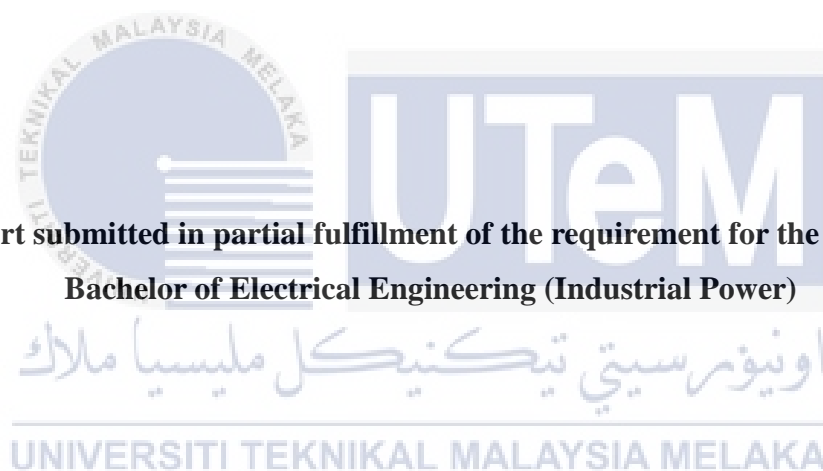 TEKNIKAL MALAYSIA MELAKA
UTeM
rt submitted in partial fulfillment of the requirement for the
Bachelor of Electrical Engineering (Industrial Power)
اونيۏرسيتي تيكنيكل مليسيا ملاك
UNIVERSITI TEKNIKAL MALAYSIA MELAKA